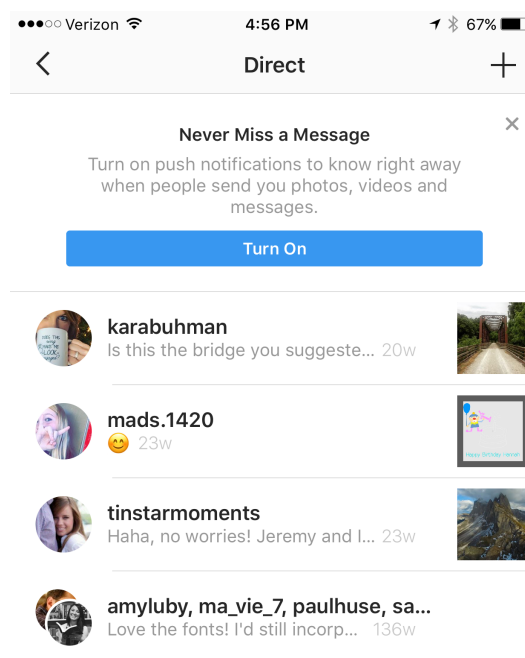 Verizon 4:56 PM 67%
Direct
Never Miss a Message
Turn on push notifications to know right away
when people send you photos, videos and
messages.
Turn On
karabuhman
Is this the bridge you suggeste... 20w
mads.1420
😊 23w
tinstarmoments
Haha, no worries! Jeremy and I... 23w
amyluby, ma_vie_7, paulhuse, sa...
Love the fonts! I'd still incorp... 136w